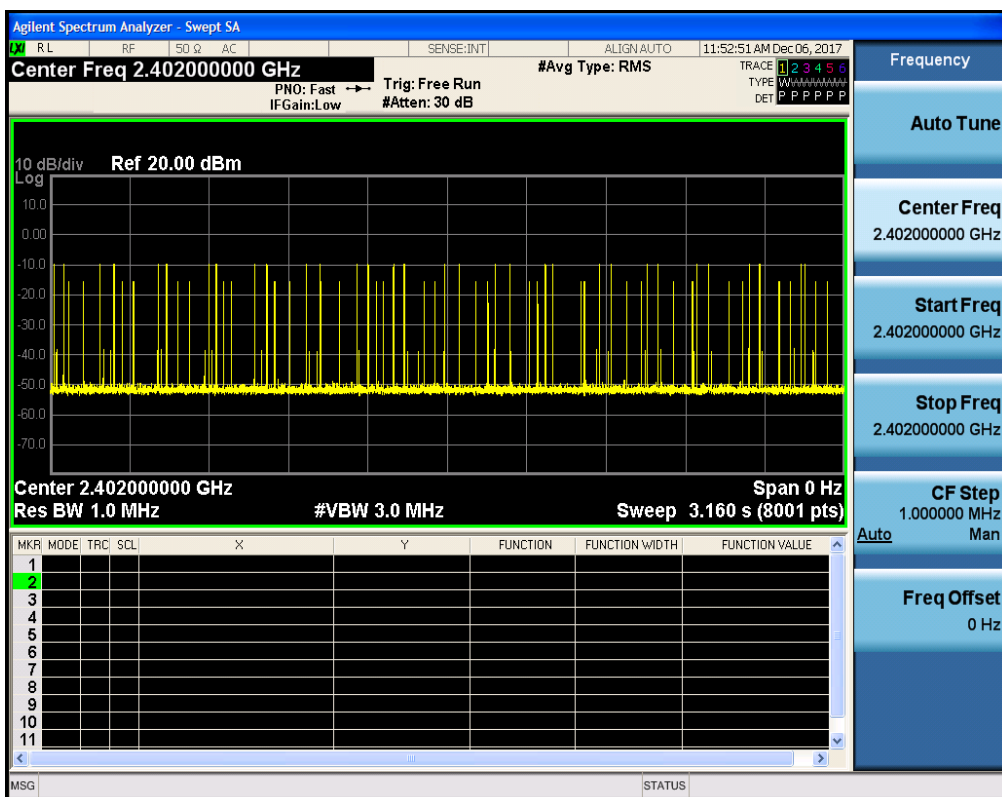 Agilent Spectrum Analyzer - Swept SA
LXI RL RF 50 Ω AC SENSE:INT ALIGN AUTO 11:52:51 AM Dec 06, 2017
Center Freq 2.402000000 GHz
PNO: Fast
IFGain:Low
Trig: Free Run
#Atten: 30 dB
#Avg Type: RMS
TRACE 1 2 3 4 5 6
TYPE WWWWWW
DET P P P P P P
10 dB/div Ref 20.00 dBm
Log
10.0
0.00
-10.0
-20.0
-30.0
-40.0
-50.0
-60.0
-70.0
Center 2.402000000 GHz Span 0 Hz
Res BW 1.0 MHz #VBW 3.0 MHz Sweep 3.160 s (8001 pts)
MKR MODE TRC SCL X Y FUNCTION FUNCTION WIDTH FUNCTION VALUE
1
2
3
4
5
6
7
8
9
10
11
MSG STATUS
Frequency
Auto Tune
Center Freq
2.402000000 GHz
Start Freq
2.402000000 GHz
Stop Freq
2.402000000 GHz
CF Step
1.000000 MHz
Auto Man
Freq Offset
0 Hz